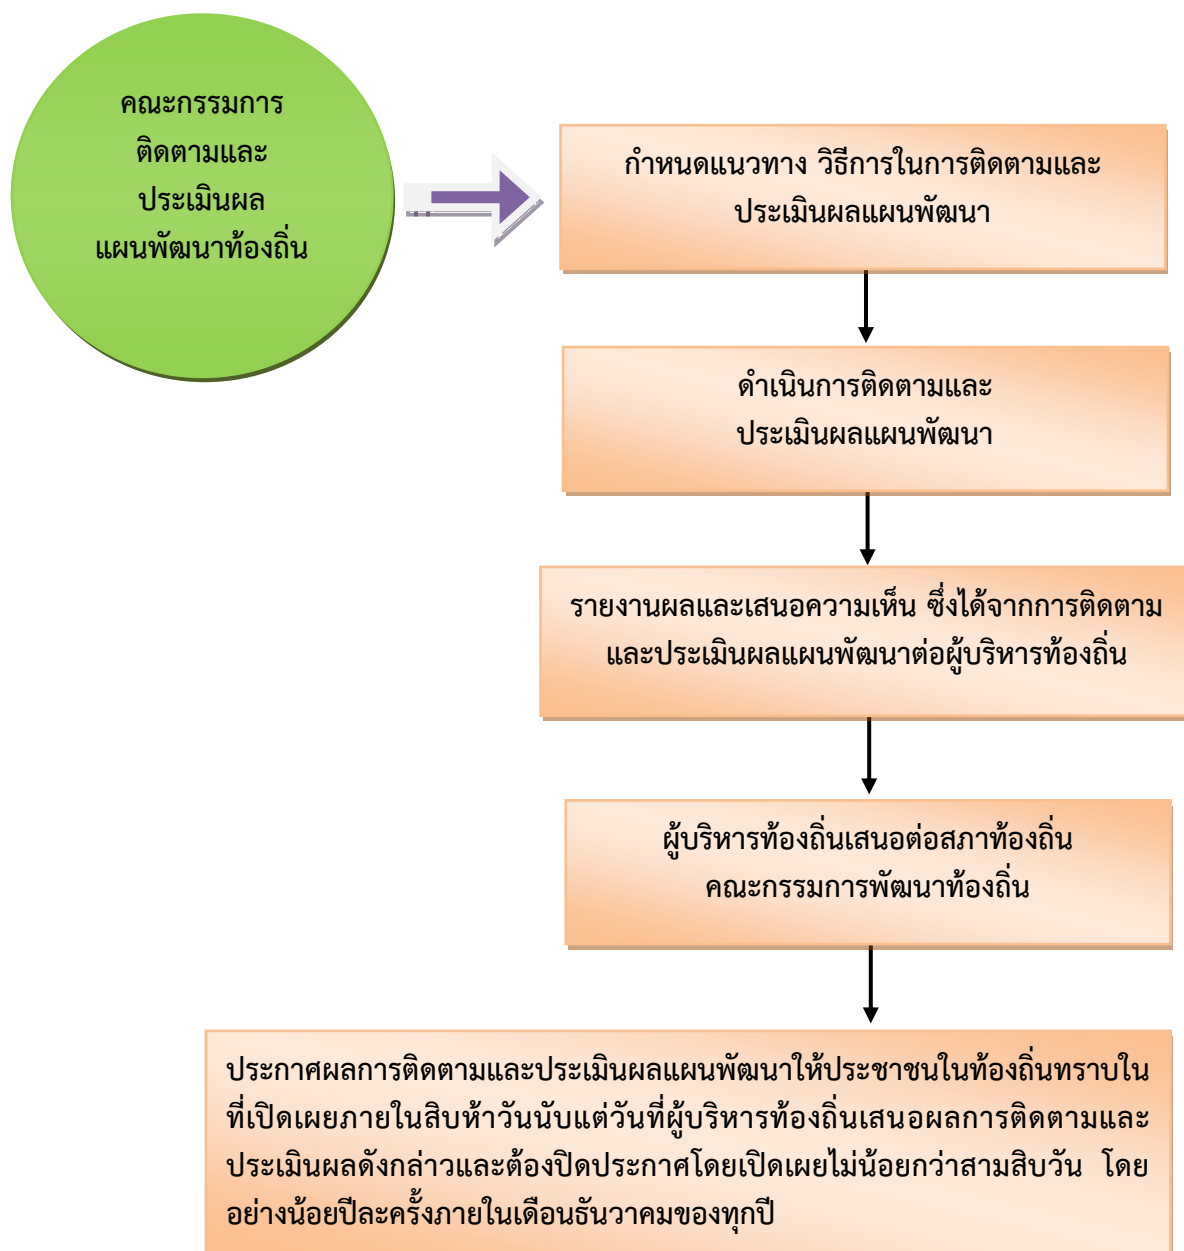 คณะกรรมการ
ติดตามและ
ประเมินผล
แผนพัฒนาท้องถิ่น
กำหนดแนวทาง วิธีการในการติดตามและ
ประเมินผลแผนพัฒนา
ดำเนินการติดตามและ
ประเมินผลแผนพัฒนา
รายงานผลและเสนอความเห็น ซึ่งได้จากการติดตาม
และประเมินผลแผนพัฒนาต่อผู้บริหารท้องถิ่น
ผู้บริหารท้องถิ่นเสนอต่อสภาท้องถิ่น
คณะกรรมการพัฒนาท้องถิ่น
ประกาศผลการติดตามและประเมินผลแผนพัฒนาให้ประชาชนในท้องถิ่นทราบใน
ที่เปิดเผยภายในสิบห้าวันนับแต่วันที่ผู้บริหารท้องถิ่นเสนอผลการติดตามและ
ประเมินผลดังกล่าวและต้องปิดประกาศโดยเปิดเผยไม่น้อยกว่าสามสิบวัน โดย
อย่างน้อยปีละครั้งภายในเดือนธันวาคมของทุกปี